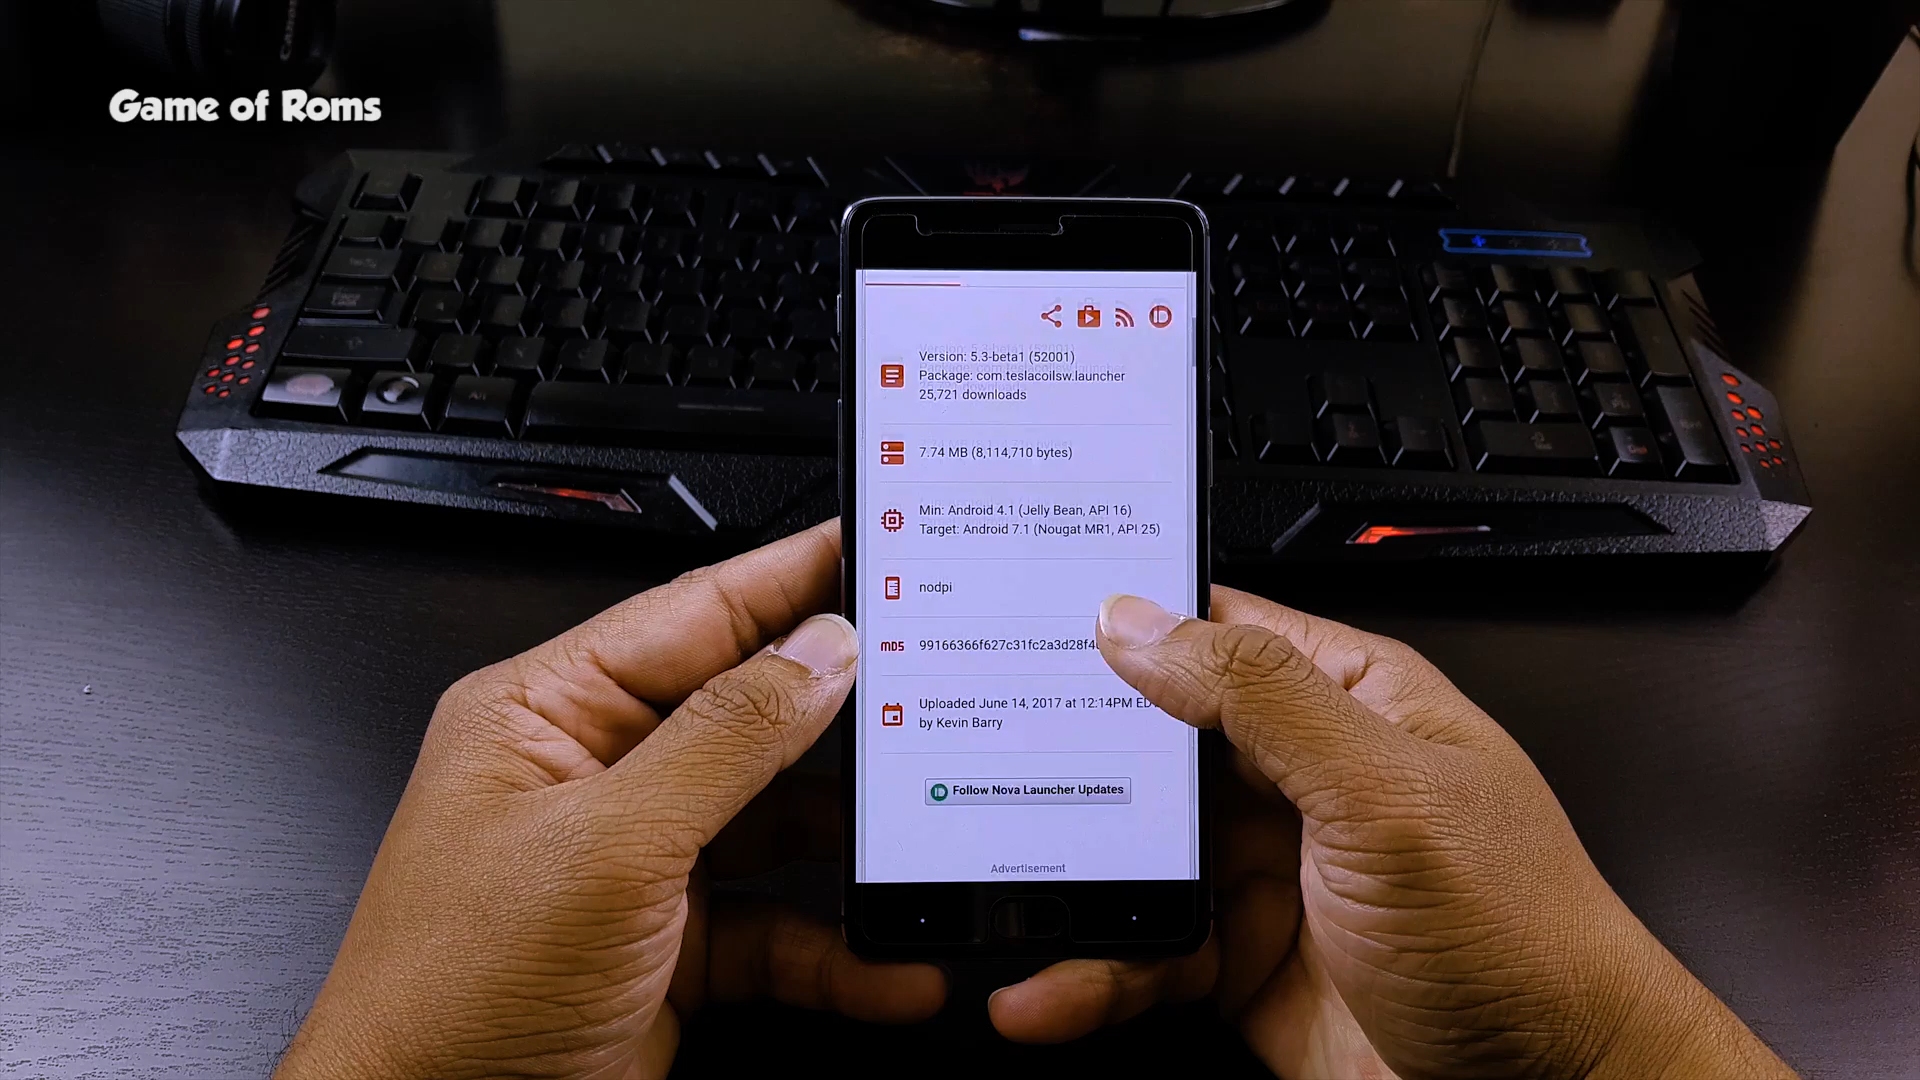 Canon
Game of Roms
Version: 5.3-beta1 (52001)
Package: com.teslacoilsw.launcher
25,721 downloads
7.74 MB (8,114,710 bytes)
Min: Android 4.1 (Jelly Bean, API 16)
Target: Android 7.1 (Nougat MR1, API 25)
nodpi
MD5
Uploaded June 14, 2017 at 12:14PM
by Kevin Barry
Follow Nova Launcher Updates
Advertisement